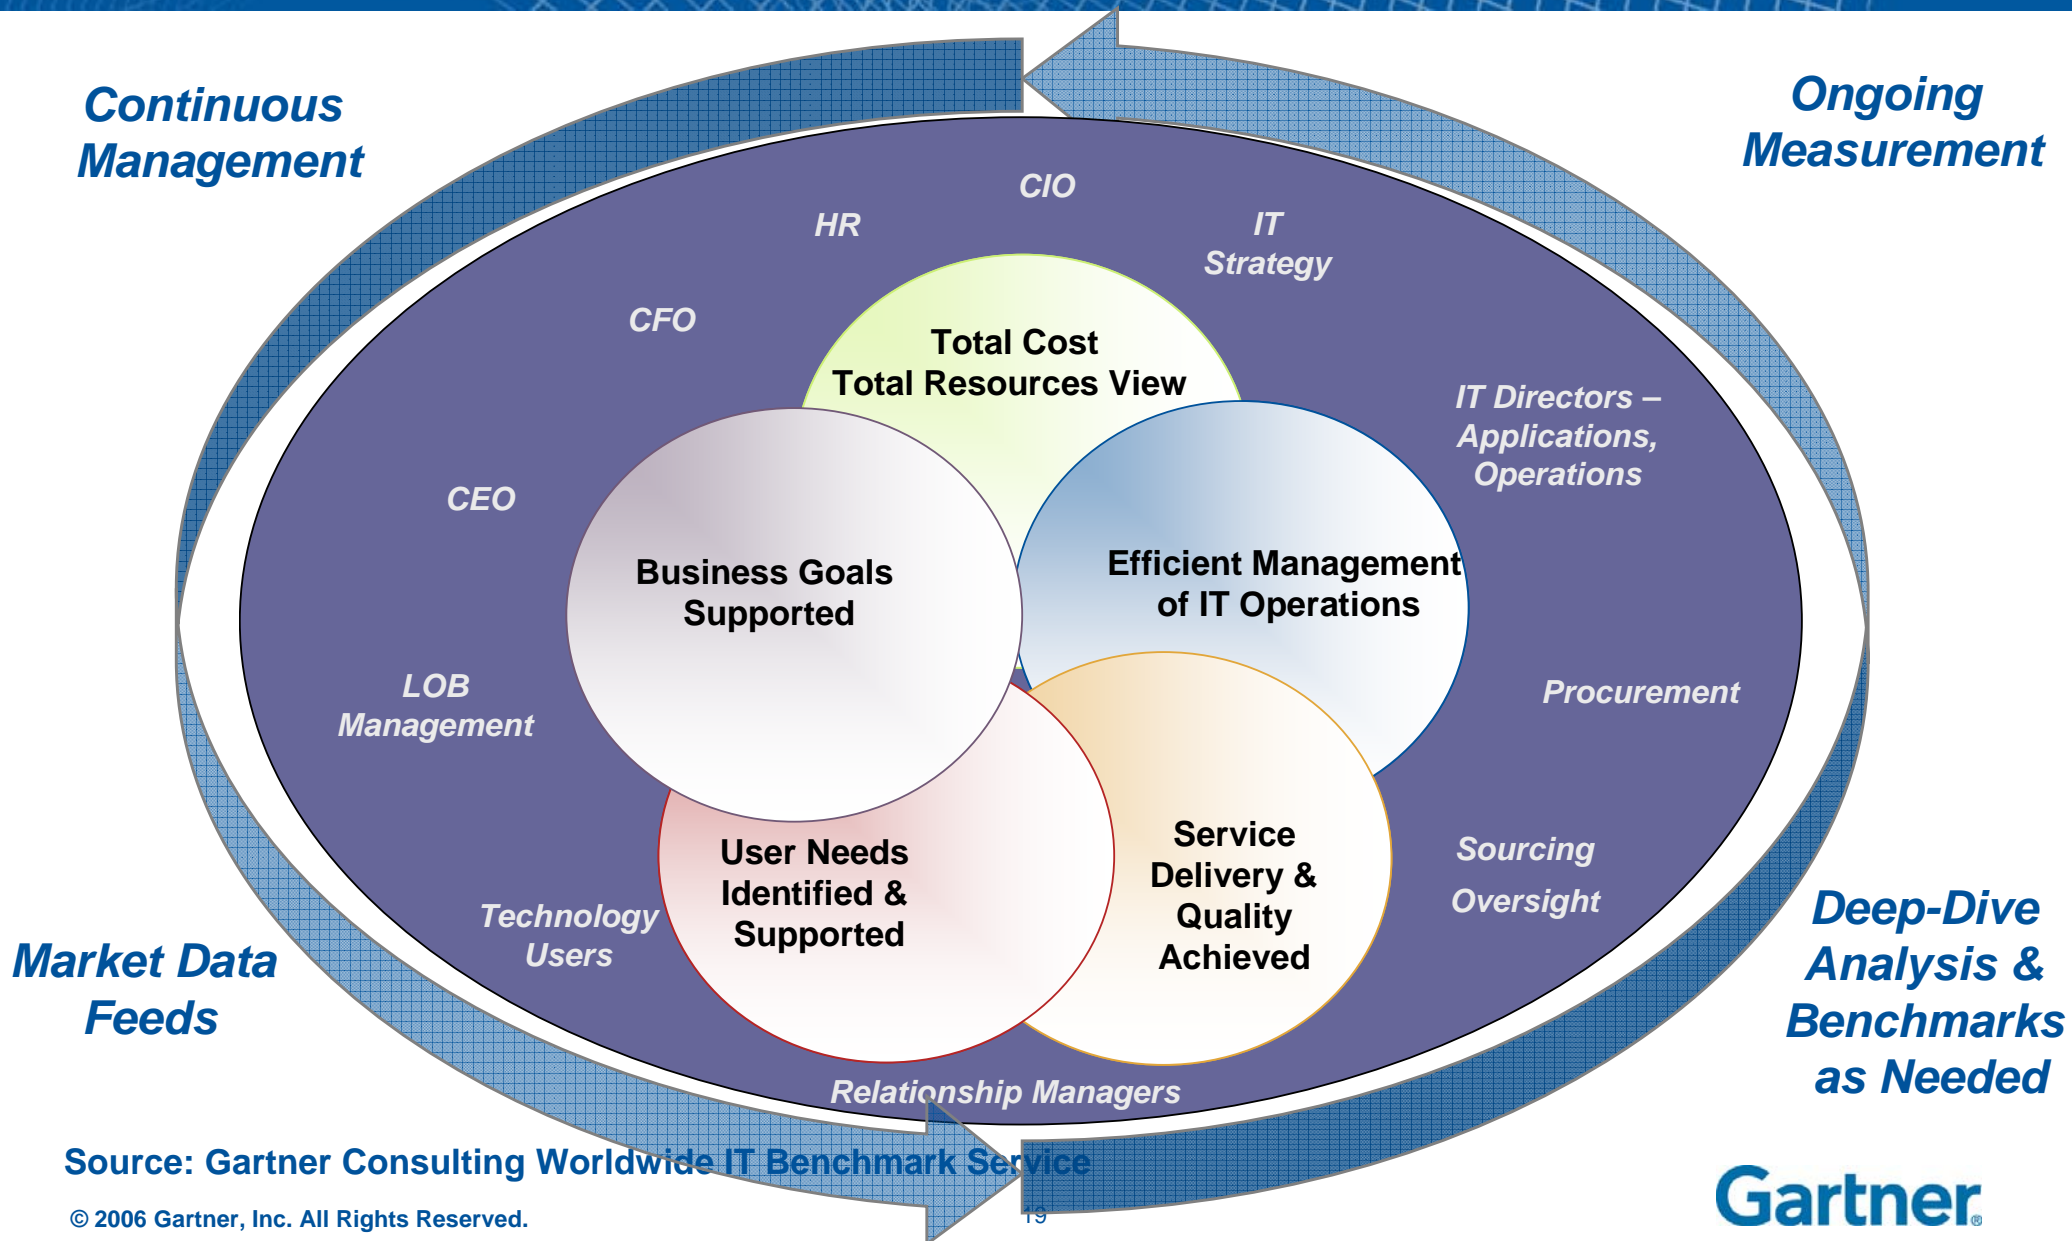 Continuous
Management
Ongoing
Measurement
CIO
HR
IT
Strategy
CFO
Total Cost
Total Resources View
IT Directors –
Applications,
Operations
CEO
Business Goals
Supported
Efficient Management
of IT Operations
LOB
Management
Procurement
User Needs
Identified &
Supported
Service
Delivery &
Quality
Achieved
Sourcing
Oversight
Technology
Users
Market Data
Feeds
Deep-Dive
Analysis &
Benchmarks
as Needed
Relationship Managers
Source: Gartner Consulting Worldwide IT Benchmark Service
© 2006 Gartner, Inc. All Rights Reserved.
19
Gartner®